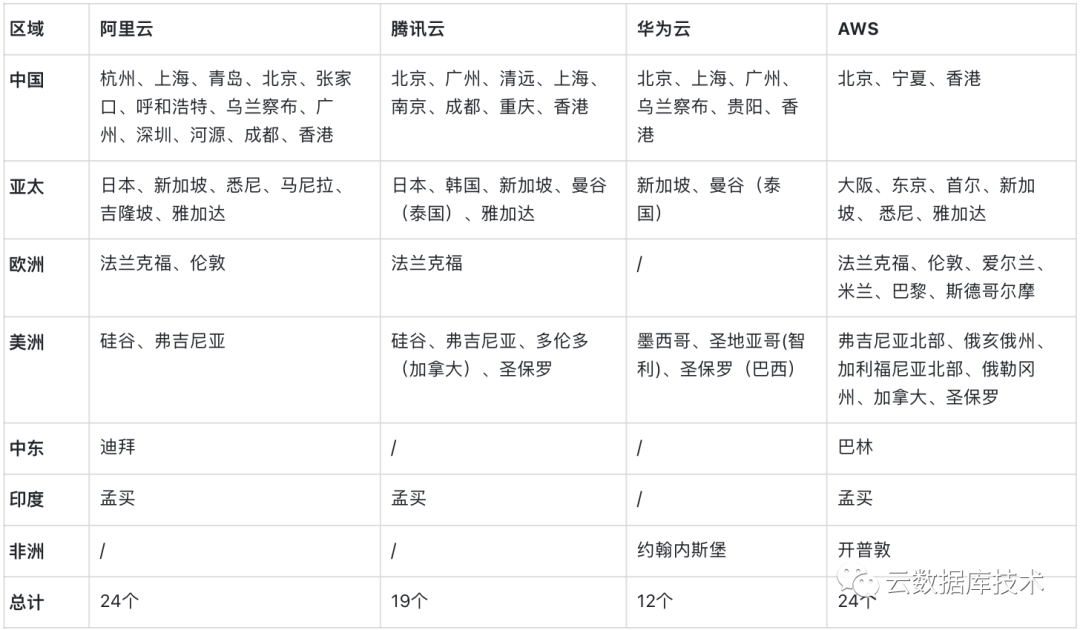 区域 阿里云 腾讯云 华为云 AWS
中国 杭州、上海、青岛、北京、张家 北京、广州、清远、上海、 北京、上海、广州、 北京、宁夏、香港
口、呼和浩特、乌兰察布、广 南京、成都、重庆、香港 乌兰察布、贵阳、香
州、深圳、河源、成都、香港 港
亚太 日本、新加坡、悉尼、马尼拉、 日本、韩国、新加坡、曼谷 新加坡、曼谷（泰 大阪、东京、首尔、新加
吉隆坡、雅加达 （泰国）、雅加达 国） 坡、 悉尼、雅加达
欧洲 法兰克福、伦敦 法兰克福 / 法兰克福、伦敦、爱尔兰、
米兰、巴黎、斯德哥尔摩
美洲 硅谷、弗吉尼亚 硅谷、弗吉尼亚、多伦多 墨西哥、圣地亚哥(智 弗吉尼亚北部、俄亥俄州、
（加拿大）、圣保罗 利)、圣保罗（巴西） 加利福尼亚北部、俄勒冈
州、加拿大、圣保罗
中东 迪拜 / / 巴林
印度 孟买 孟买 / 孟买
非洲 / / 约翰内斯堡 开普敦
云数据库技术
总计 24个 19个 12个 24个